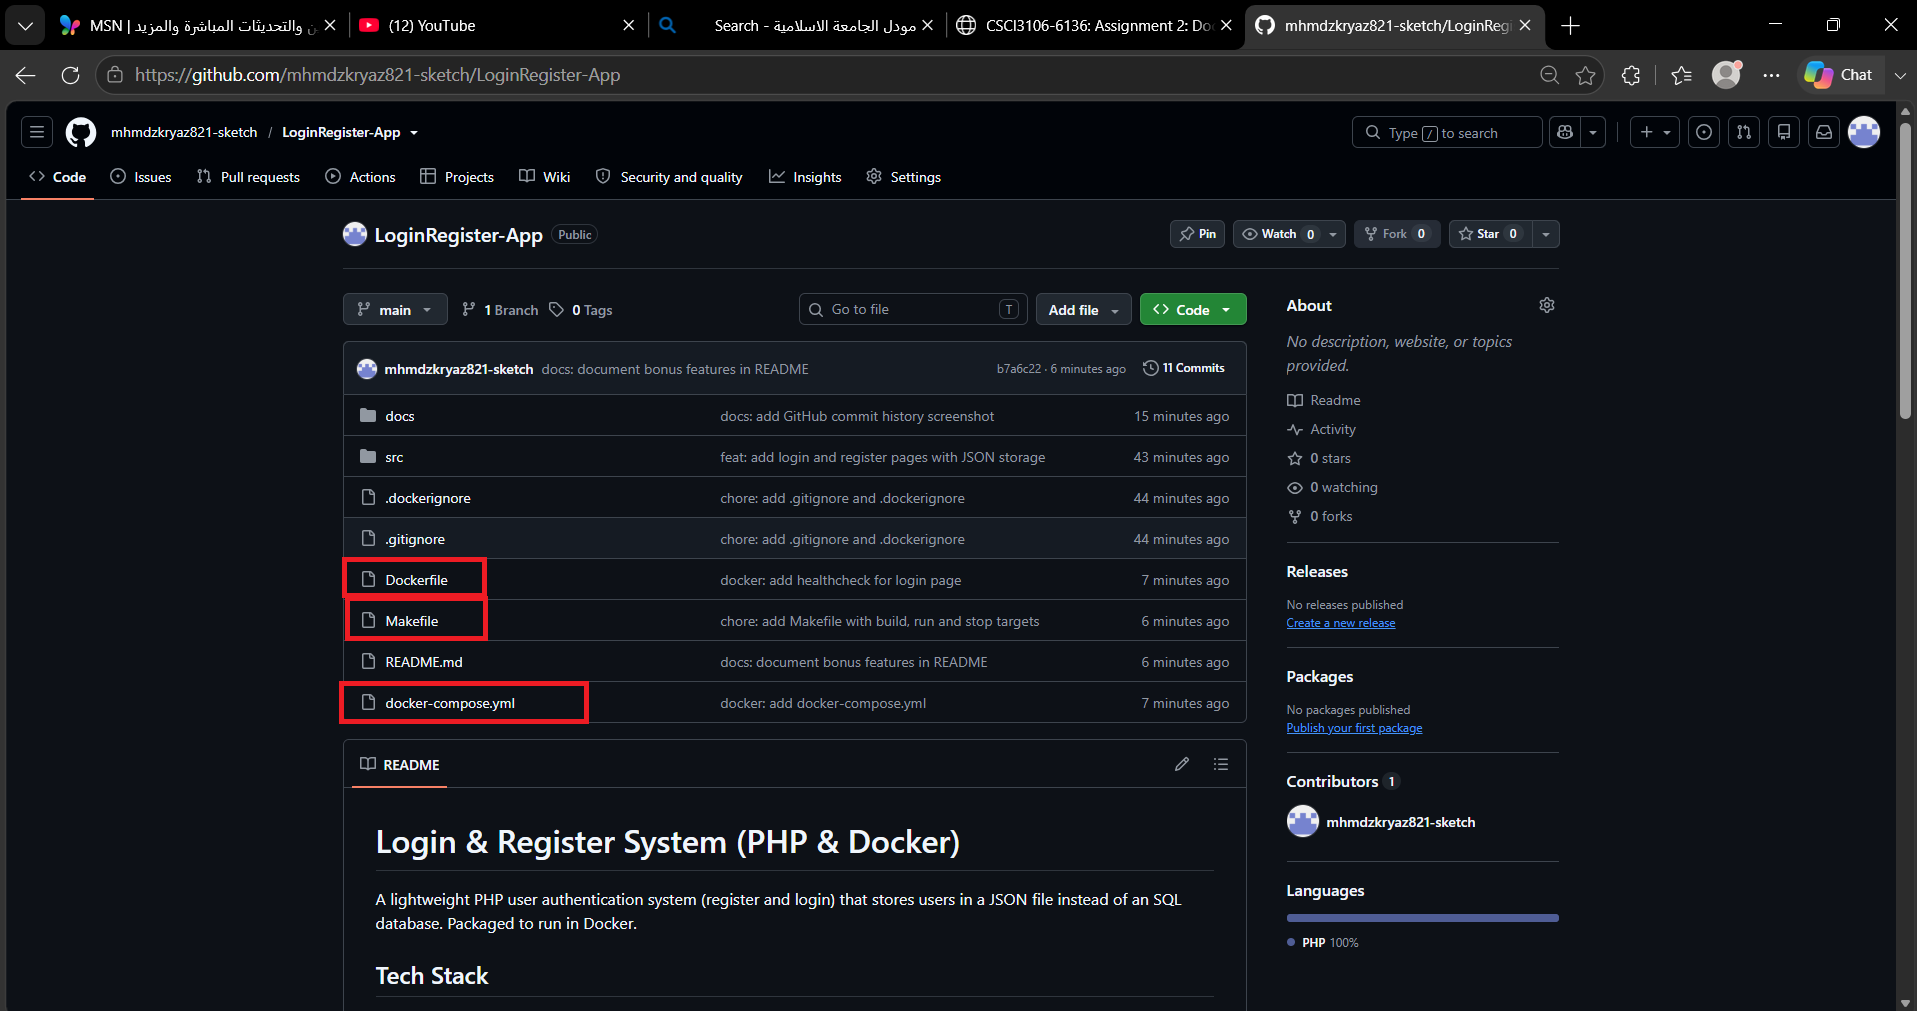 MSN | ين والتحديثات المباشرة والمزيد
(12) YouTube
Search - مودل الجامعة الاسلامية
CSCI3106-6136: Assignment 2: Do
mhmdzkryaz821-sketch/LoginReg
https://github.com/mhmdzkryaz821-sketch/LoginRegister-App
Chat
mhmdzkryaz821-sketch / LoginRegister-App
Type / to search
Code
Issues
Pull requests
Actions
Projects
Wiki
Security and quality
Insights
Settings
LoginRegister-App Public
Pin
Watch 0
Fork 0
Star 0
main
1 Branch
0 Tags
Go to file T
Add file
Code
mhmdzkryaz821-sketch docs: document bonus features in README b7a6c22 · 6 minutes ago 11 Commits
docs docs: add GitHub commit history screenshot 15 minutes ago
src feat: add login and register pages with JSON storage 43 minutes ago
.dockerignore chore: add .gitignore and .dockerignore 44 minutes ago
.gitignore chore: add .gitignore and .dockerignore 44 minutes ago
Dockerfile docker: add healthcheck for login page 7 minutes ago
Makefile chore: add Makefile with build, run and stop targets 6 minutes ago
README.md docs: document bonus features in README 6 minutes ago
docker-compose.yml docker: add docker-compose.yml 7 minutes ago
README
Login & Register System (PHP & Docker)
A lightweight PHP user authentication system (register and login) that stores users in a JSON file instead of an SQL
database. Packaged to run in Docker.
Tech Stack
About
No description, website, or topics
provided.
Readme
Activity
0 stars
0 watching
0 forks
Releases
No releases published
Create a new release
Packages
No packages published
Publish your first package
Contributors 1
mhmdzkryaz821-sketch
Languages
PHP 100%